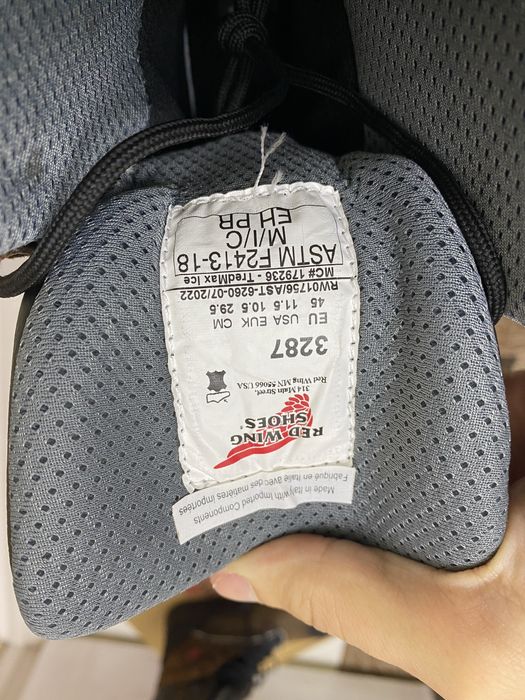 RED WING
SHOES®
314 Main Street,
Red Wing MN 55066 USA
3287
EU USA EUK CM
45 11.5 10.5 29.5
RW01756/AST-6260-07/2022
MC# 179236 - TredMax Ice
ASTM F2413-18
M/I/C
EH PR
Made in Italy with Imported Components
Fabriqué en Italie avec des matières importées